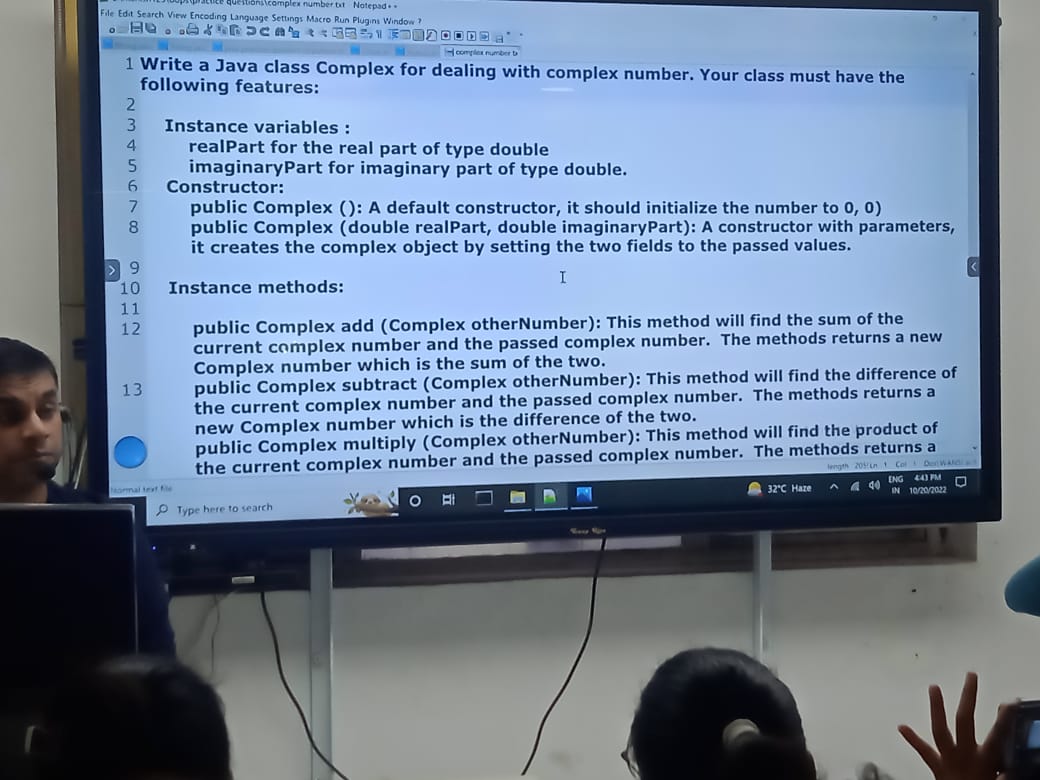 practice questions\complex number.txt Notepad++
File Edit Search View Encoding Language Settings Macro Run Plugins Window ?
complex number.tx
1 Write a Java class Complex for dealing with complex number. Your class must have the
following features:
2
3 Instance variables :
4 realPart for the real part of type double
5 imaginaryPart for imaginary part of type double.
6 Constructor:
7 public Complex (): A default constructor, it should initialize the number to 0, 0)
8 public Complex (double realPart, double imaginaryPart): A constructor with parameters,
it creates the complex object by setting the two fields to the passed values.
9
10 Instance methods:
11
12 public Complex add (Complex otherNumber): This method will find the sum of the
current complex number and the passed complex number. The methods returns a new
Complex number which is the sum of the two.
13 public Complex subtract (Complex otherNumber): This method will find the difference of
the current complex number and the passed complex number. The methods returns a
new Complex number which is the difference of the two.
public Complex multiply (Complex otherNumber): This method will find the product of
the current complex number and the passed complex number. The methods returns a
Normal text file
length Ln 1 Col 1
Type here to search
32°C Haze
ENG
IN
4:43 PM
10/20/2022